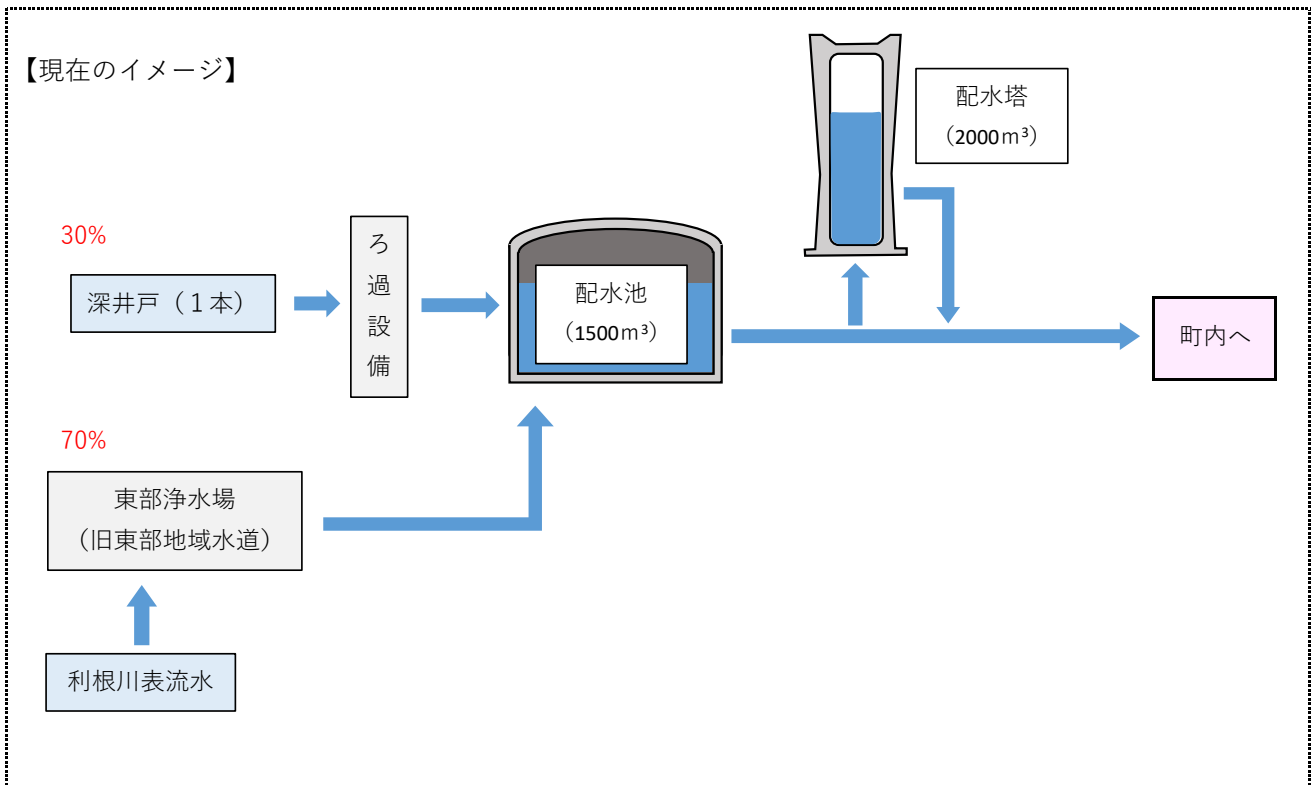 【現在のイメージ】
配水塔
（2000ｍ³）
30%
深井戸（１本）
ろ過設備
配水池
（1500ｍ³）
町内へ
70%
東部浄水場
（旧東部地域水道）
利根川表流水